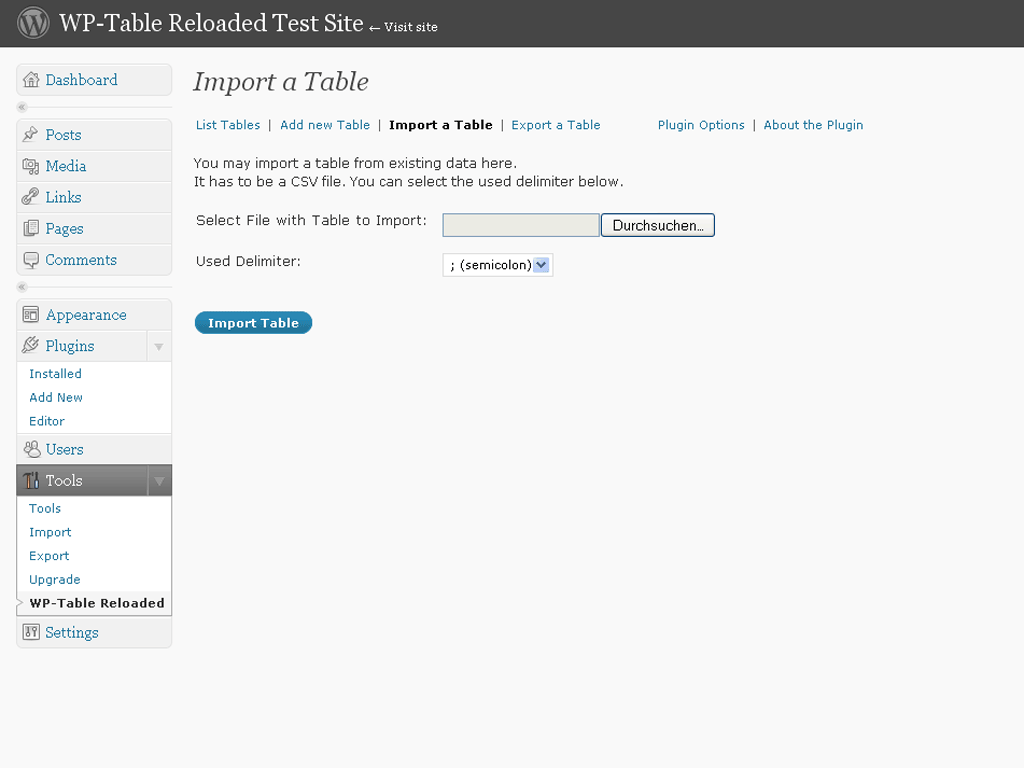 WP-Table Reloaded Test Site ← Visit site
Dashboard
Posts
Media
Links
Pages
Comments
Appearance
Plugins
Installed
Add New
Editor
Users
Tools
Tools
Import
Export
Upgrade
WP-Table Reloaded
Settings
Import a Table
List Tables | Add new Table | Import a Table | Export a Table Plugin Options | About the Plugin
You may import a table from existing data here.
It has to be a CSV file. You can select the used delimiter below.
Select File with Table to Import: Durchsuchen...
Used Delimiter: ; (semicolon)
Import Table